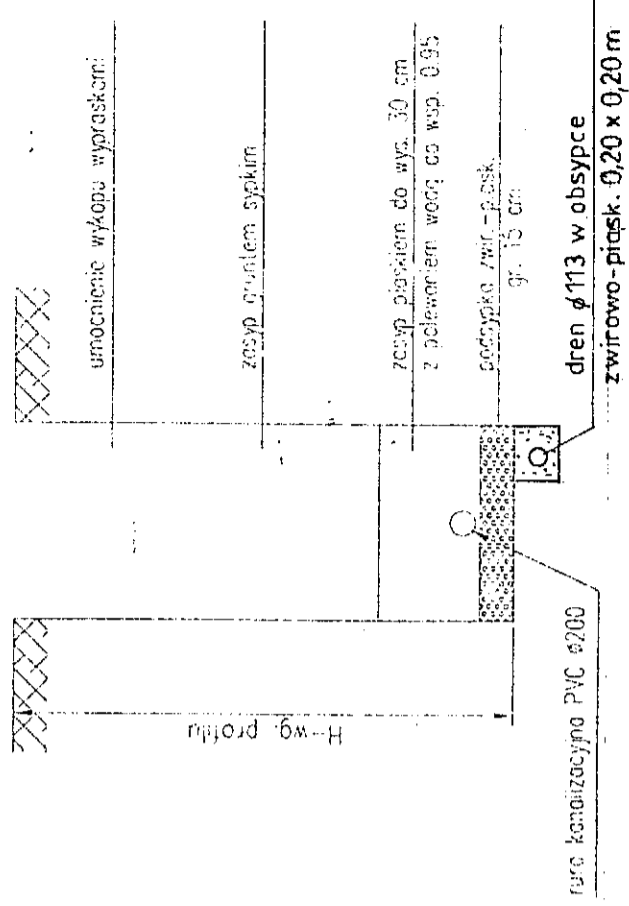 umocnienie wykopu wypraskami
zasyp gruntem sypkim
zasyp piaskiem do wys. 30 cm
z polewaniem wodą do wsp. 0.95
podsypka żwir.-piask.
gr. 15 cm
dren ø113 w obsypce
zwirowo-piask. 0,20 x 0,20 m
H-wg. profilu
rura kanalizacyjna PVC ø200